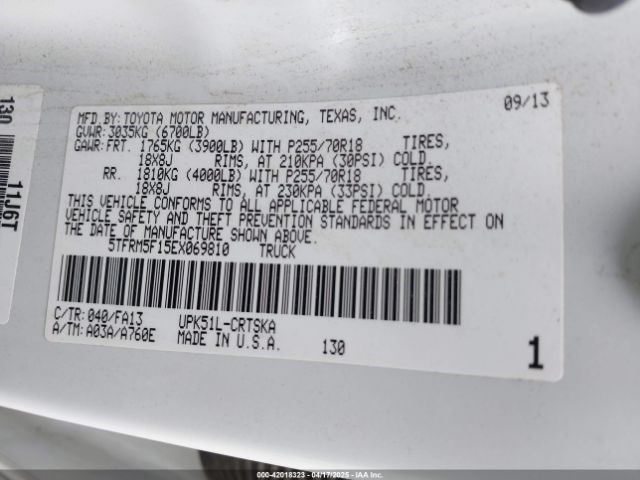 MFD.BY:TOYOTA MOTOR MANUFACTURING, TEXAS, INC. 09/13
GVWR:3035KG (6700LB)
GAWR:FRT. 1765KG (3900LB) WITH P255/70R18 TIRES,
18X8J RIMS, AT 210KPA (30PSI) COLD.
RR. 1810KG (4000LB) WITH P255/70R18 TIRES,
18X8J RIMS, AT 230KPA (33PSI) COLD.
THIS VEHICLE CONFORMS TO ALL APPLICABLE FEDERAL MOTOR
VEHICLE SAFETY AND THEFT PREVENTION STANDARDS IN EFFECT ON
THE DATE OF MANUFACTURE SHOWN ABOVE.
5TFRM5F15EX069810 TRUCK
C/TR:040/FA13 UPK51L-CRTSKA
A/TM:A03A/A760E MADE IN U.S.A. 130
1
130 11J6T
000-42018323 - 04/17/2025 - IAAI.COM